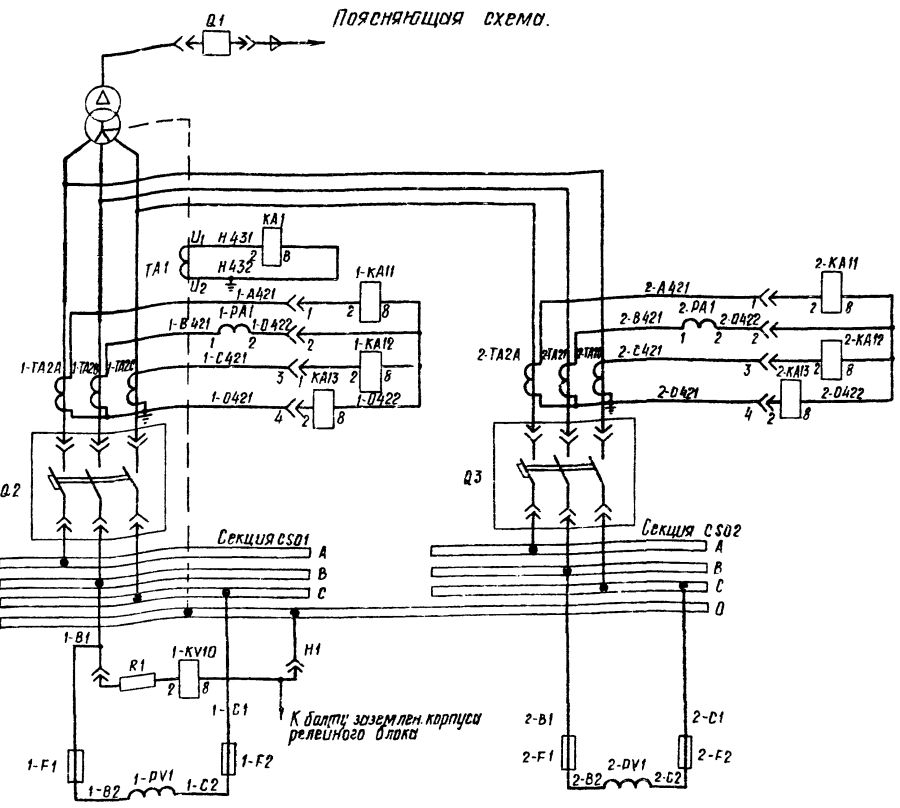 Поясняющая схема.
Q1
Δ
U1 H431 KA1
2 8
TA1
H432
U2
1-A421 1 2 1-KA11 8
1-B421 1-PA1 1-0422
1 2 2
1-C421 3 1 1-KA12
2 8
KA13
1-0421 4 2 8 1-0422
1-TA2A 1-TA2B 1-TA2C
2-A421 1 2-KA11
2 8
2-B421 2-PA1 2-0422
1 2 2
2-C421 3 2-KA12
2 8
2-KA13
2-0421 4 2 8 2-0422
2-TA2A
Q2
Q3
Секция CS01
A
B
C
Секция CS02
A
B
C
0
1-B1
R1
1-KV10
2 8
H1
1-C1
К болту заземлен. корпуса
релейного блока
1-F1
1-F2
1-B2 1-PV1 1-C2
2-B1
2-C1
2-F1
2-F2
2-B2 2-PV1 2-C2